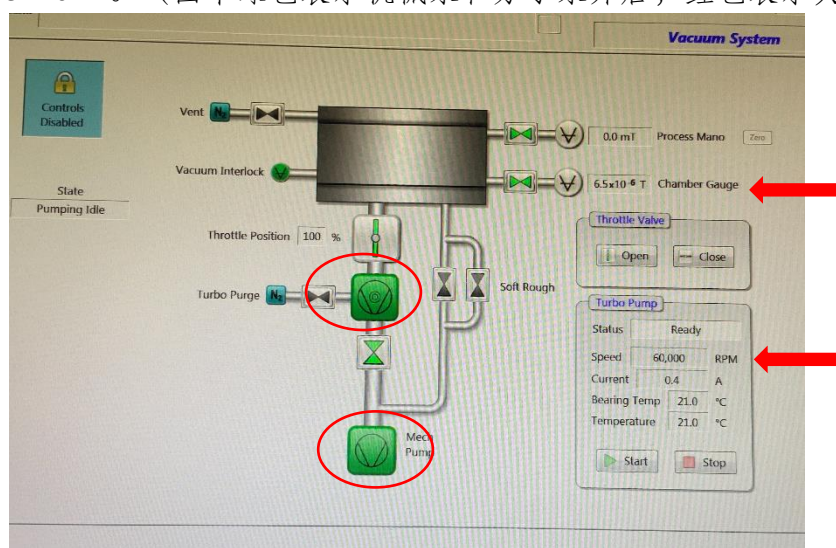 Vacuum System
Controls
Disabled
Vent N₂
0.0 mT Process Mano Zero
Vacuum Interlock
6.5x10⁻⁶ T Chamber Gauge
State
Pumping Idle
Throttle Valve
Throttle Position 100 %
Open Close
Turbo Purge N₂
Soft Rough
Turbo Pump
Status Ready
Speed 60,000 RPM
Current 0.4 A
Bearing Temp 21.0 °C
Temperature 21.0 °C
Mech
Pump
Start Stop